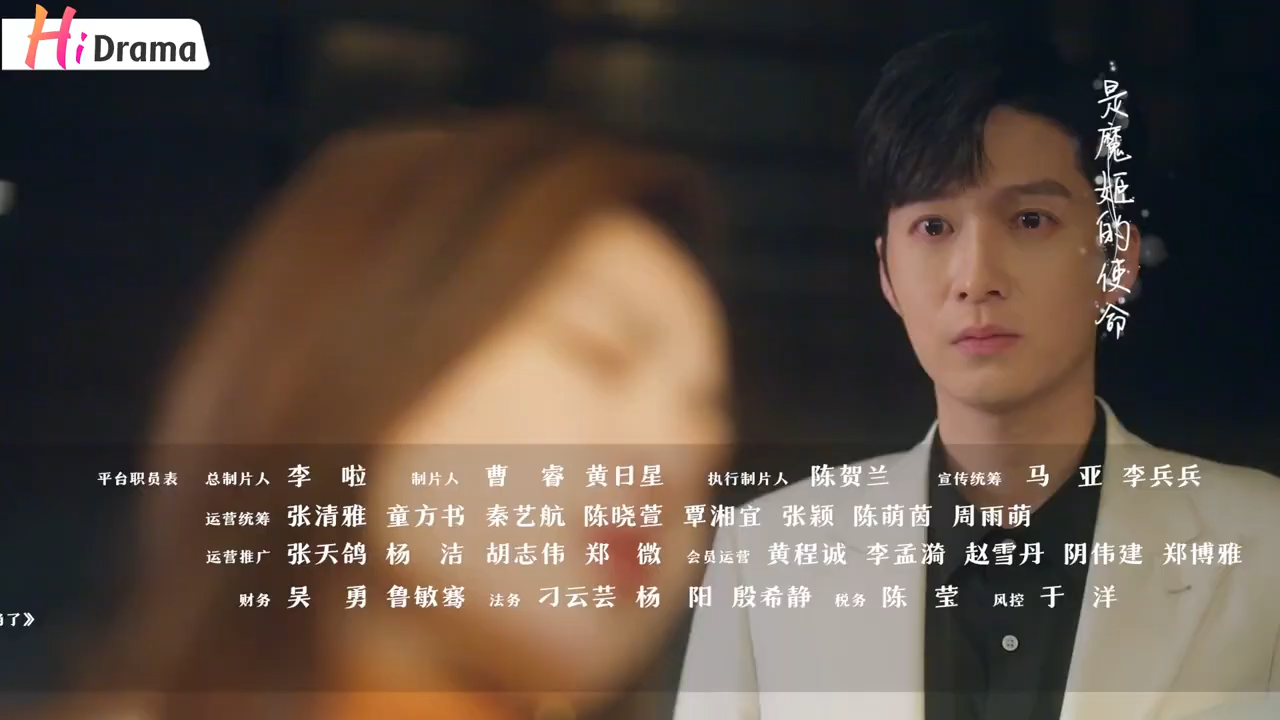 Hi Drama
是魔姬的使命
平台职员表 总制片人 李 啦 制片人 曹 睿 黄日星 执行制片人 陈贺兰 宣传统筹 马 亚 李兵兵
运营统筹 张清雅 童方书 秦艺航 陈晓萱 覃湘宜 张颖 陈萌茵 周雨萌
运营推广 张天鸽 杨 洁 胡志伟 郑 微 会员运营 黄程诚 李孟漪 赵雪丹 阴伟建 郑博雅
财务 吴 勇 鲁敏骞 法务 刁云芸 杨 阳 殷希静 税务 陈 莹 风控 于 洋
了》